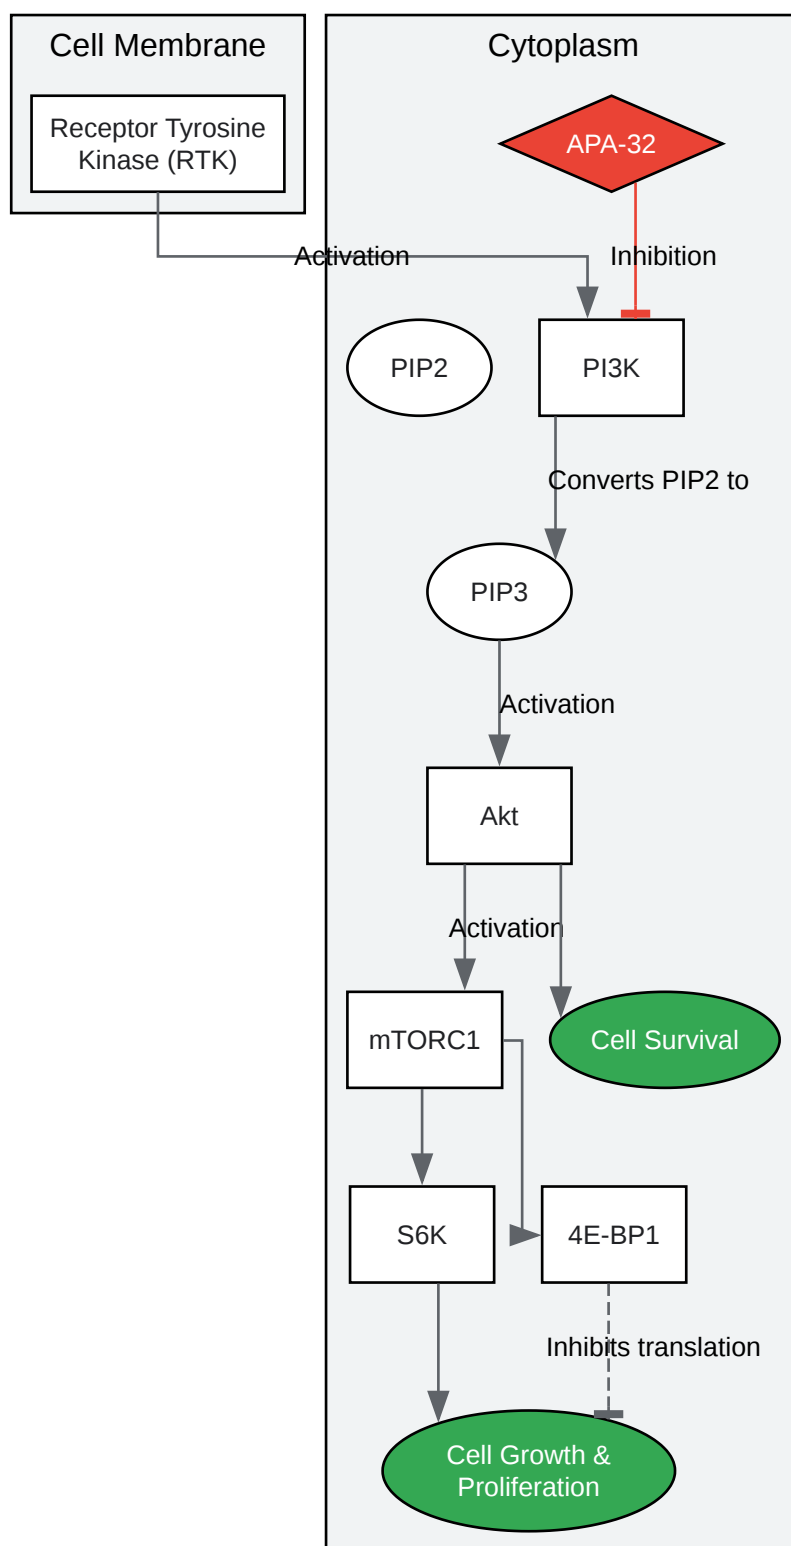 Cell Membrane
Cytoplasm
Receptor Tyrosine
Kinase (RTK)
APA-32
Activation
Inhibition
PIP2
PI3K
Converts PIP2 to
PIP3
Activation
Akt
Activation
mTORC1
Cell Survival
S6K
4E-BP1
Inhibits translation
Cell Growth &
Proliferation